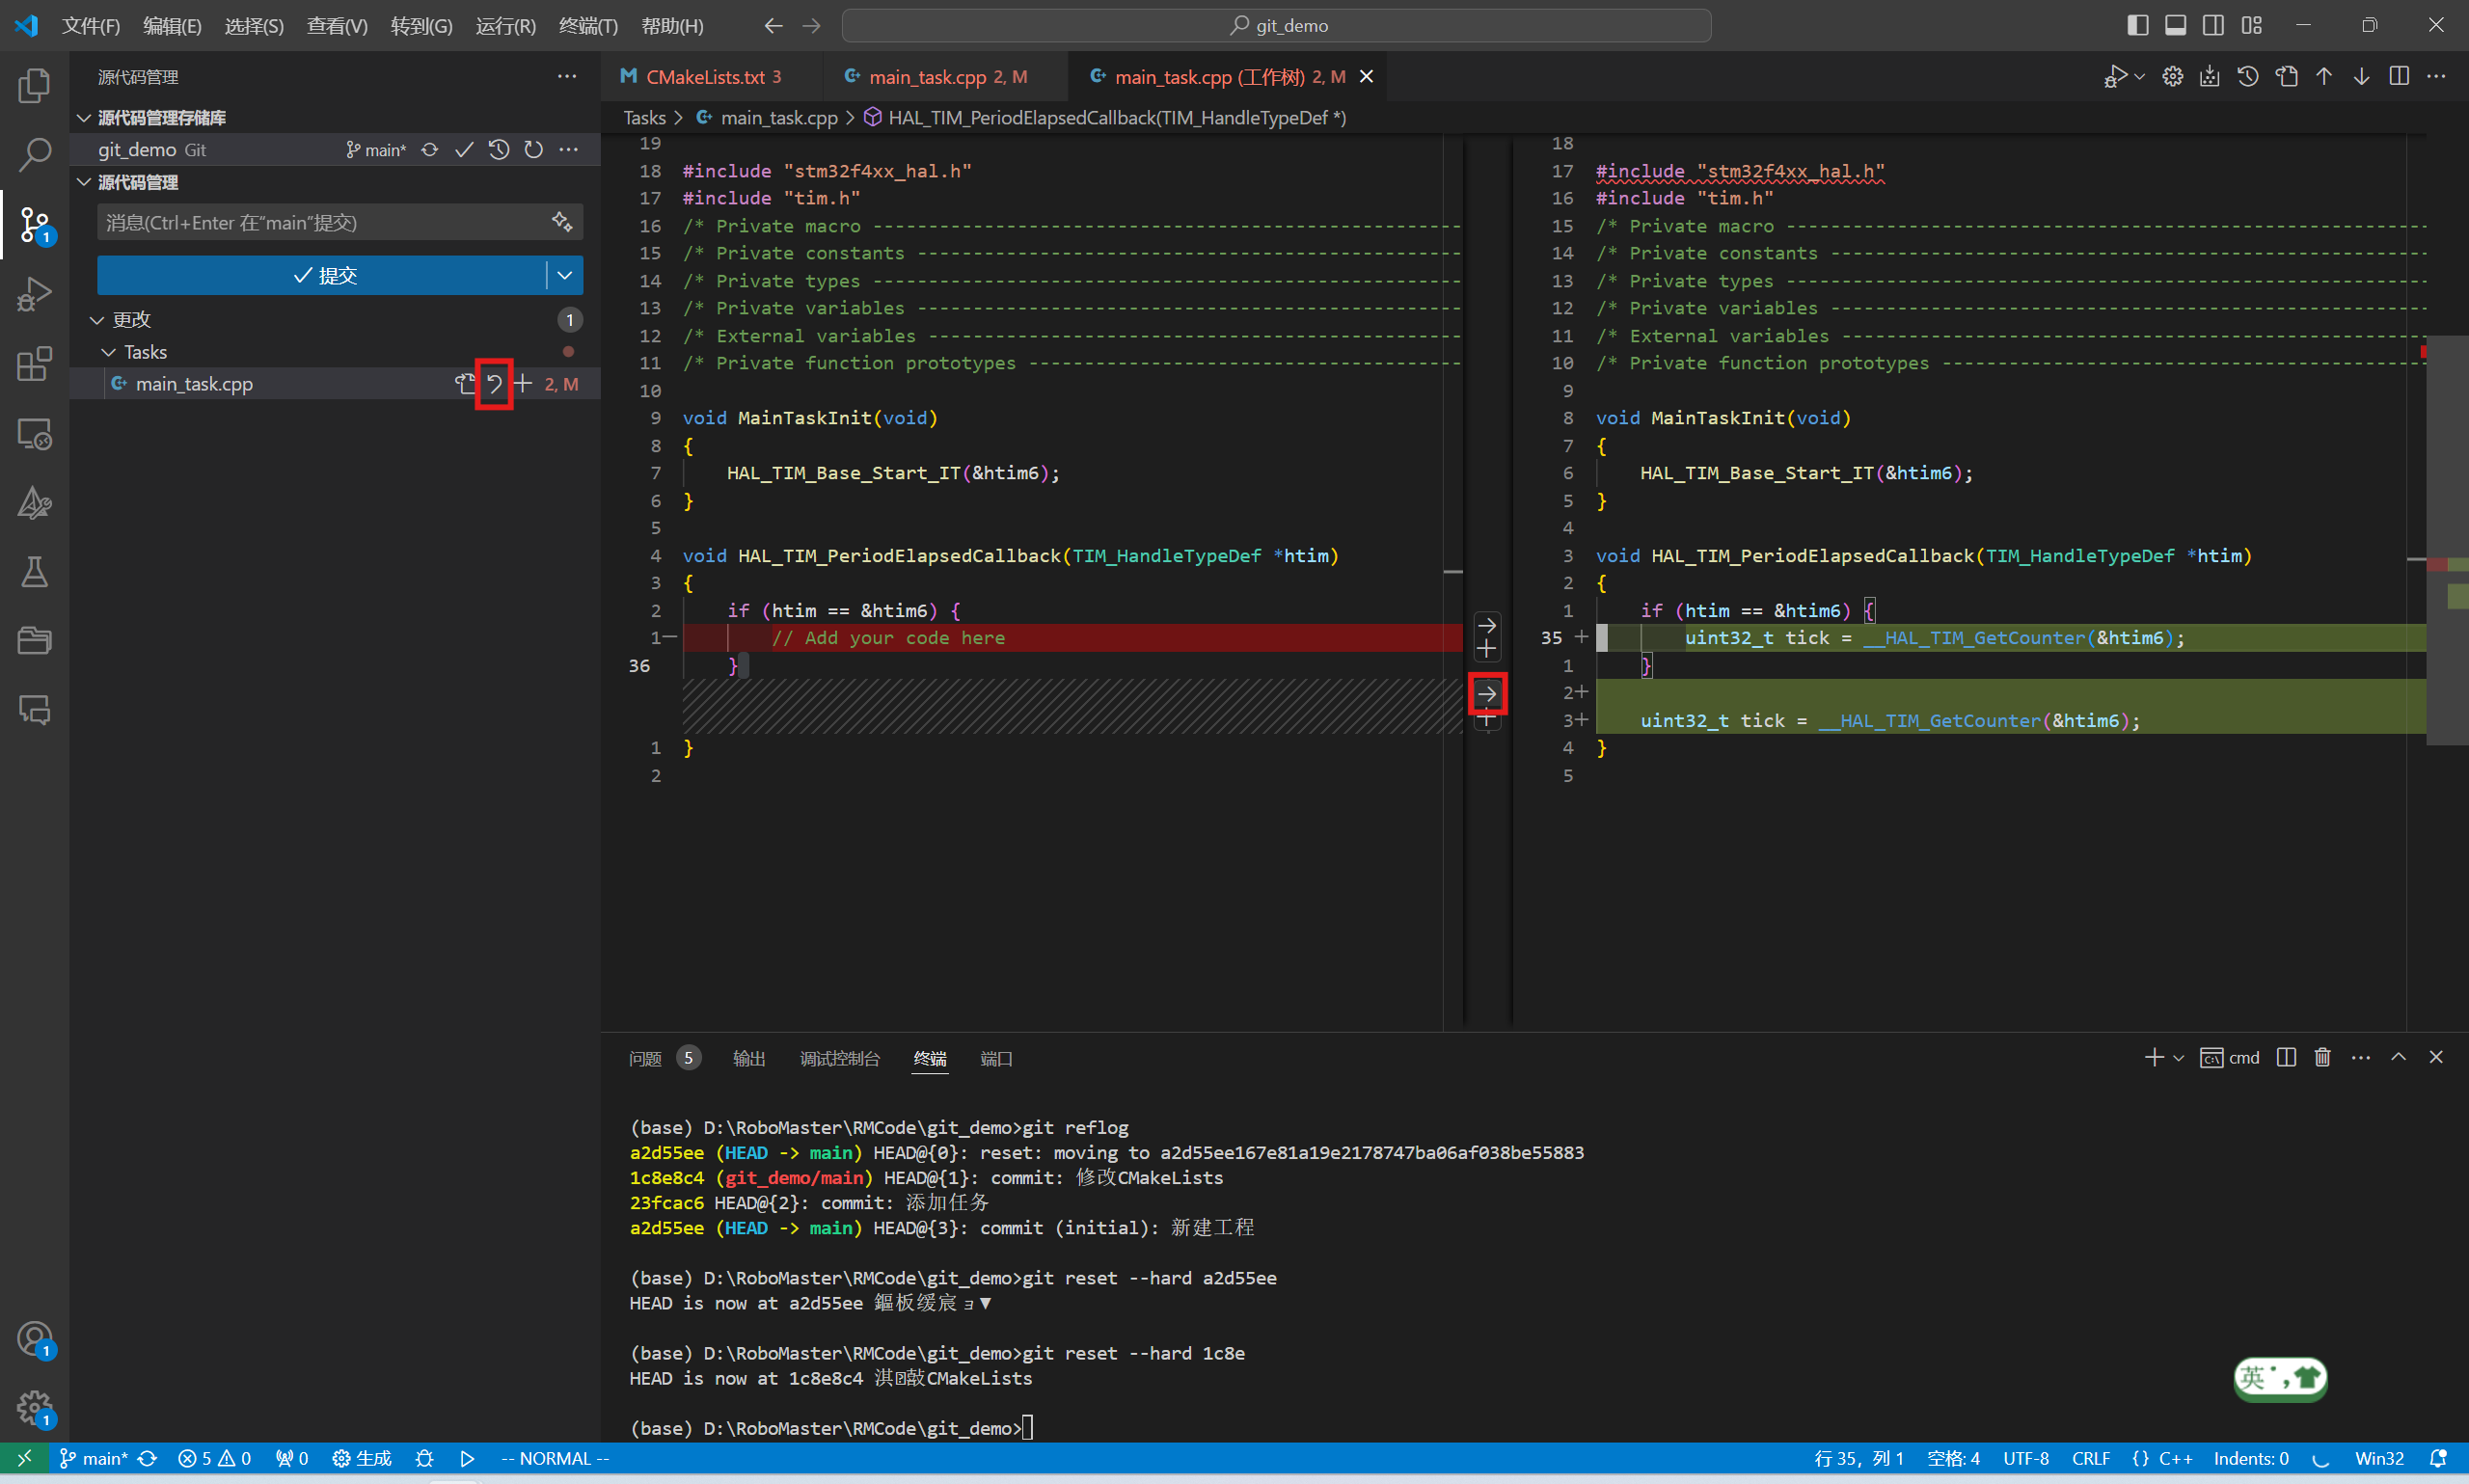 文件(F) 编辑(E) 选择(S) 查看(V) 转到(G) 运行(R) 终端(T) 帮助(H) git_demo
源代码管理
源代码管理存储库
git_demo Git main*
源代码管理
消息(Ctrl+Enter 在“main”提交)
提交
更改 1
Tasks
main_task.cpp 2, M
CMakeLists.txt 3 main_task.cpp 2, M main_task.cpp (工作树) 2, M
Tasks > main_task.cpp > HAL_TIM_PeriodElapsedCallback(TIM_HandleTypeDef *)
19
18 #include "stm32f4xx_hal.h"
17 #include "tim.h"
16 /* Private macro -----------------------------------------------------
15 /* Private constants -------------------------------------------------
14 /* Private types -----------------------------------------------------
13 /* Private variables -------------------------------------------------
12 /* External variables ------------------------------------------------
11 /* Private function prototypes ---------------------------------------
10
9 void MainTaskInit(void)
8 {
7 HAL_TIM_Base_Start_IT(&htim6);
6 }
5
4 void HAL_TIM_PeriodElapsedCallback(TIM_HandleTypeDef *htim)
3 {
2 if (htim == &htim6) {
1— // Add your code here
36 }
1 }
2
18
17 #include "stm32f4xx_hal.h"
16 #include "tim.h"
15 /* Private macro ----------------------------------------------------------
14 /* Private constants ------------------------------------------------------
13 /* Private types ----------------------------------------------------------
12 /* Private variables ------------------------------------------------------
11 /* External variables -----------------------------------------------------
10 /* Private function prototypes --------------------------------------------
9
8 void MainTaskInit(void)
7 {
6 HAL_TIM_Base_Start_IT(&htim6);
5 }
4
3 void HAL_TIM_PeriodElapsedCallback(TIM_HandleTypeDef *htim)
2 {
1 if (htim == &htim6) {
35 + uint32_t tick = __HAL_TIM_GetCounter(&htim6);
1 }
2+
3+ uint32_t tick = __HAL_TIM_GetCounter(&htim6);
4 }
5
问题 5 输出 调试控制台 终端 端口 cmd
(base) D:\RoboMaster\RMCode\git_demo>git reflog
a2d55ee (HEAD -> main) HEAD@{0}: reset: moving to a2d55ee167e81a19e2178747ba06af038be55883
1c8e8c4 (git_demo/main) HEAD@{1}: commit: 修改CMakeLists
23fcac6 HEAD@{2}: commit: 添加任务
a2d55ee (HEAD -> main) HEAD@{3}: commit (initial): 新建工程
(base) D:\RoboMaster\RMCode\git_demo>git reset --hard a2d55ee
HEAD is now at a2d55ee 鏂板缓宸
(base) D:\RoboMaster\RMCode\git_demo>git reset --hard 1c8e
HEAD is now at 1c8e8c4 淇敼CMakeLists
(base) D:\RoboMaster\RMCode\git_demo>
英
1
1
1
main* 5 0 0 生成 -- NORMAL -- 行 35，列 1 空格: 4 UTF-8 CRLF {} C++ Indents: 0 Win32